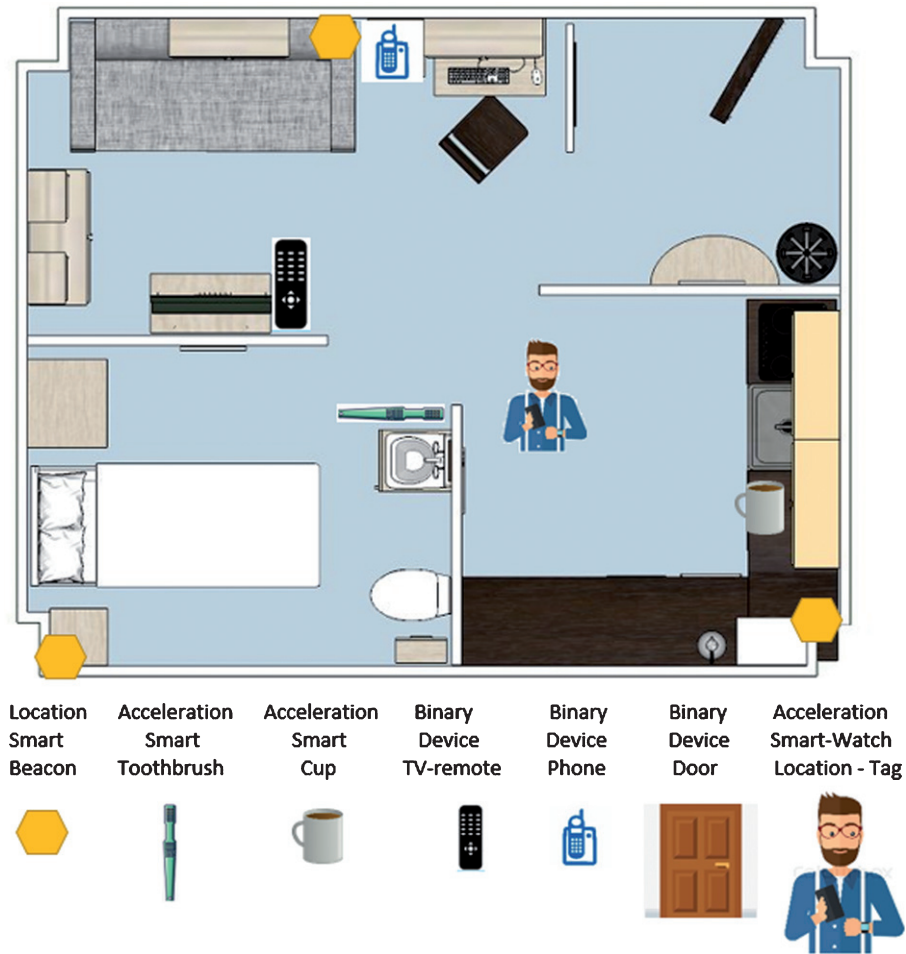 Location Acceleration Acceleration Binary Binary Binary Acceleration
Smart Smart Smart Device Device Device Smart-Watch
Beacon Toothbrush Cup TV-remote Phone Door Location - Tag